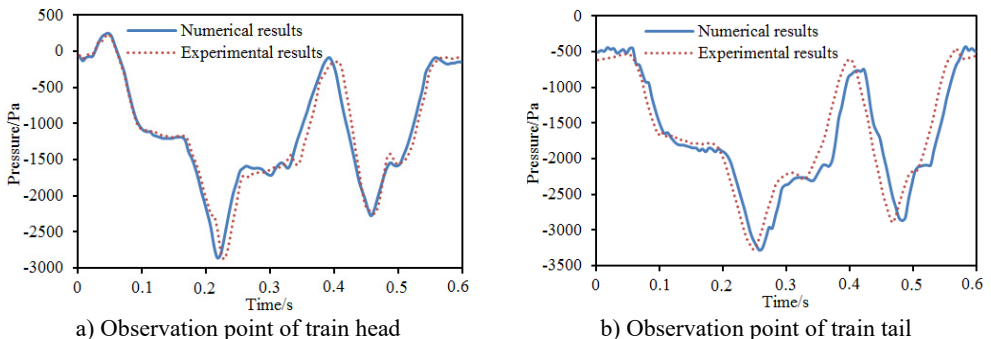 500
0
-500
-1000
-1500
-2000
-2500
-3000
Pressure/Pa
Numerical results
Experimental results
0 0.1 0.2 0.3 0.4 0.5 0.6
Time/s
a) Observation point of train head
0
-500
-1000
-1500
-2000
-2500
-3000
-3500
Pressure/Pa
Numerical results
Experimental results
0 0.1 0.2 0.3 0.4 0.5 0.6
Time/s
b) Observation point of train tail